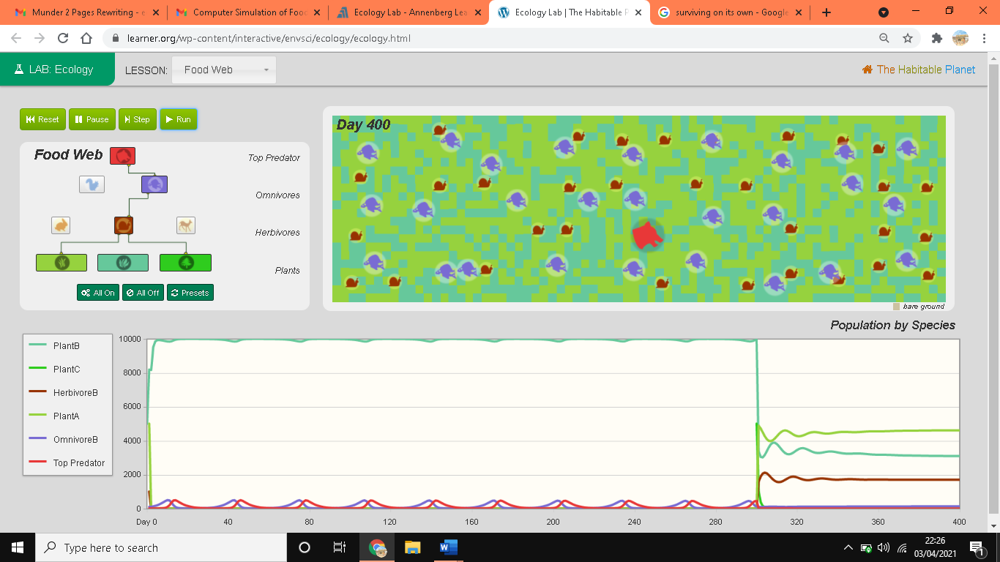 Munder 2 Pages Rewriting - e
Computer Simulation of Food
Ecology Lab - Annenberg Lea
Ecology Lab | The Habitable P
surviving on its own - Google
learner.org/wp-content/interactive/envsci/ecology/ecology.html
LAB: Ecology
LESSON: Food Web
The Habitable Planet
Reset Pause Step Run
Food Web
Top Predator
Omnivores
Herbivores
Plants
All On All Off Presets
Day 400
bare ground
Population by Species
PlantB
PlantC
HerbivoreB
PlantA
OmnivoreB
Top Predator
10000
8000
6000
4000
2000
0
Day 0 40 80 120 160 200 240 280 320 360 400
Type here to search
22:26
03/04/2021
1